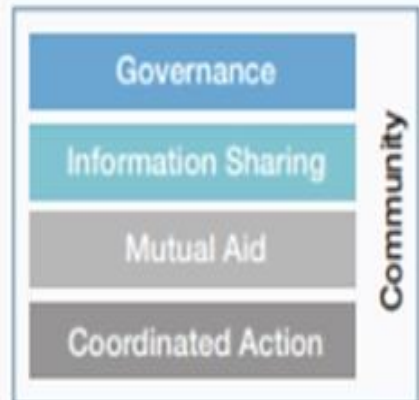 Governance
Information Sharing
Mutual Aid
Coordinated Action
Community